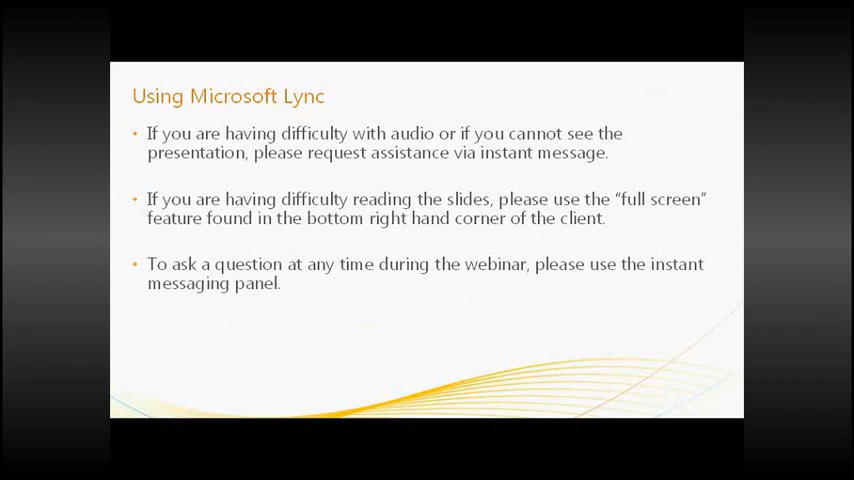 Using Microsoft Lync
• If you are having difficulty with audio or if you cannot see the
presentation, please request assistance via instant message.
• If you are having difficulty reading the slides, please use the “full screen”
feature found in the bottom right hand corner of the client.
• To ask a question at any time during the webinar, please use the instant
messaging panel.